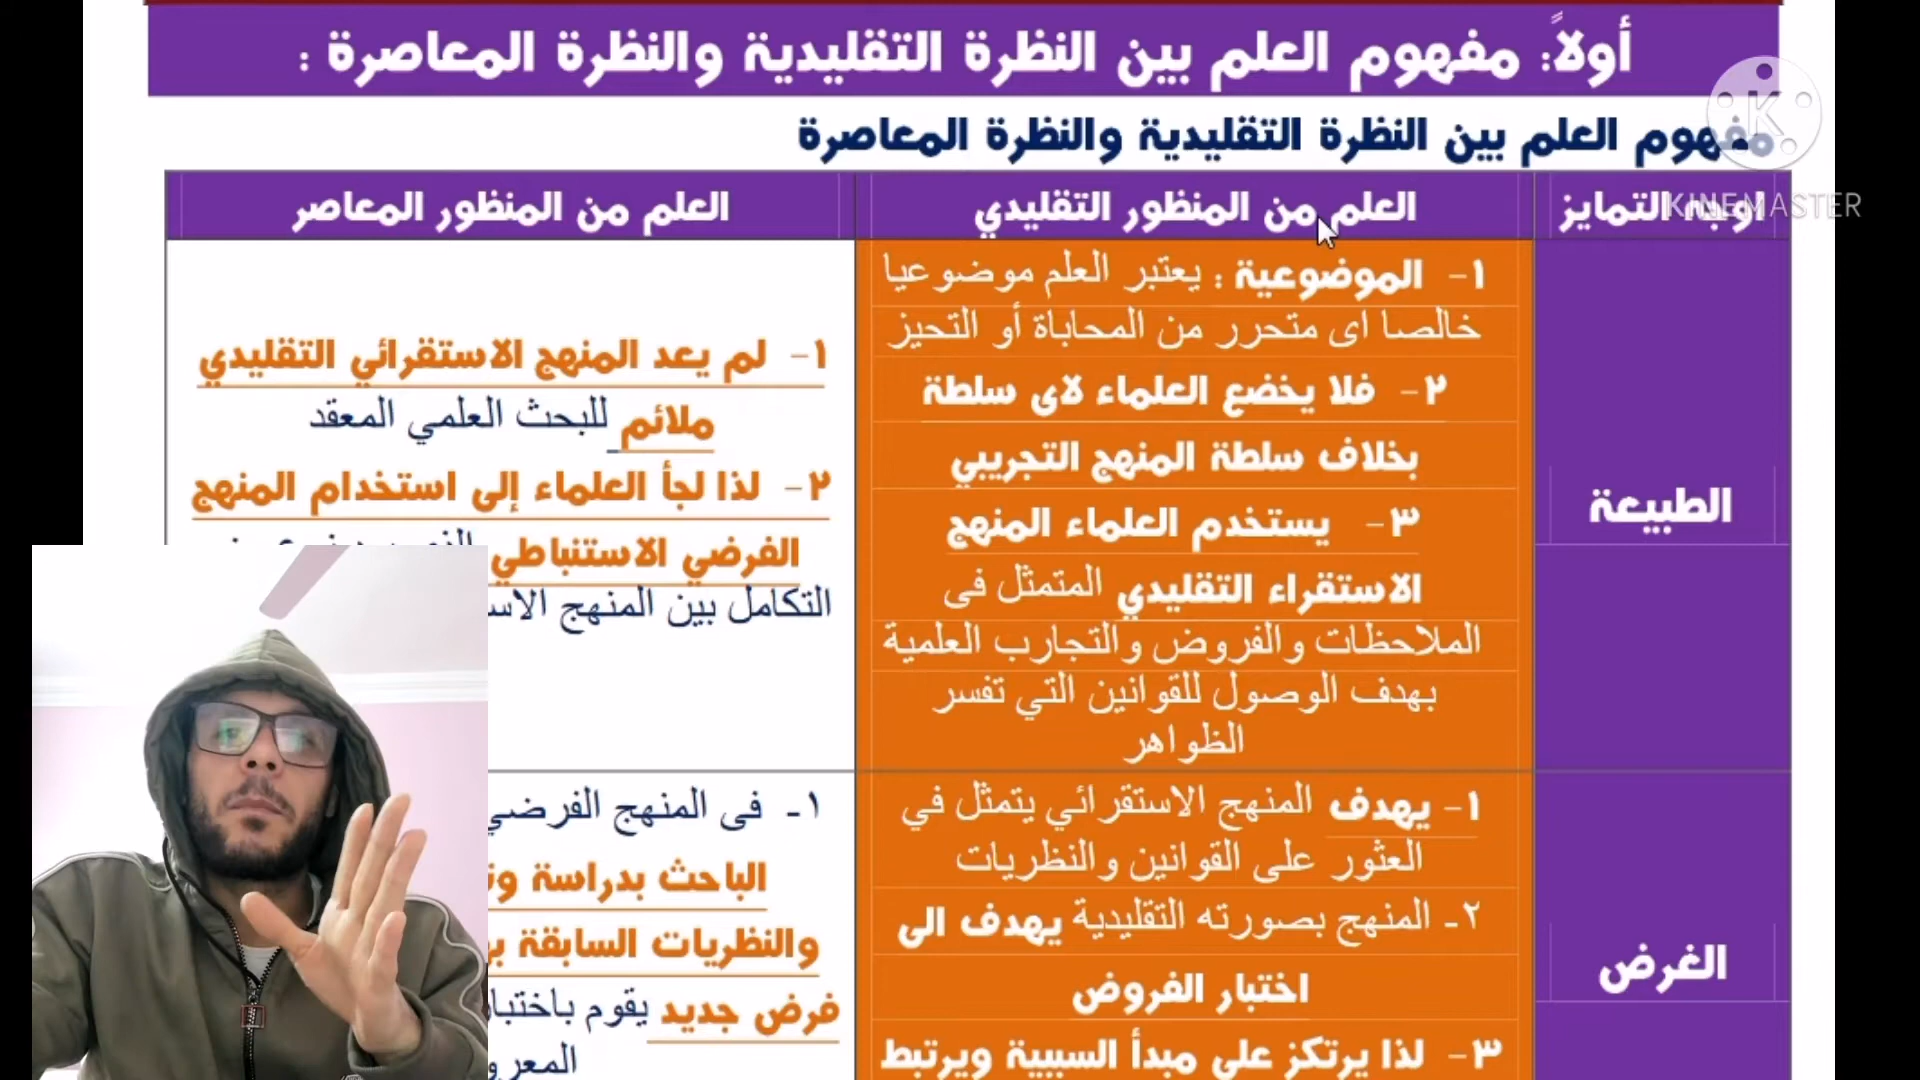 أولاً: مفهوم العلم بين النظرة التقليدية والنظرة المعاصرة :
مفهوم العلم بين النظرة التقليدية والنظرة المعاصرة
K
KINEMASTER
اوجه التمايز
العلم من المنظور التقليدي
العلم من المنظور المعاصر
الطبيعة
١- الموضوعية : يعتبر العلم موضوعيا
خالصا اى متحرر من المحاباة أو التحيز
٢- فلا يخضع العلماء لاى سلطة
بخلاف سلطة المنهج التجريبي
٣- يستخدم العلماء المنهج
الاستقراء التقليدي المتمثل فى
الملاحظات والفروض والتجارب العلمية
بهدف الوصول للقوانين التي تفسر
الظواهر
١- لم يعد المنهج الاستقرائي التقليدي
ملائم للبحث العلمي المعقد
٢- لذا لجأ العلماء إلى استخدام المنهج
الفرضي الاستنباطي
التكامل بين المنهج
الغرض
١- يهدف المنهج الاستقرائي يتمثل في
العثور على القوانين والنظريات
٢- المنهج بصورته التقليدية يهدف الى
اختبار الفروض
٣- لذا يرتكز على مبدأ السببية ويرتبط
١- فى المنهج
الباحث بدراسة
والنظريات السابقة
فرض جديد يقوم